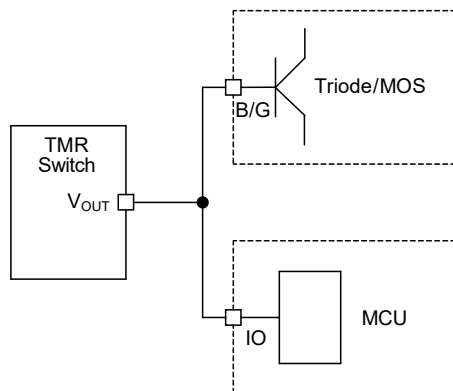 Triode/MOS
B/G
TMR
Switch
VOUT
IO
MCU